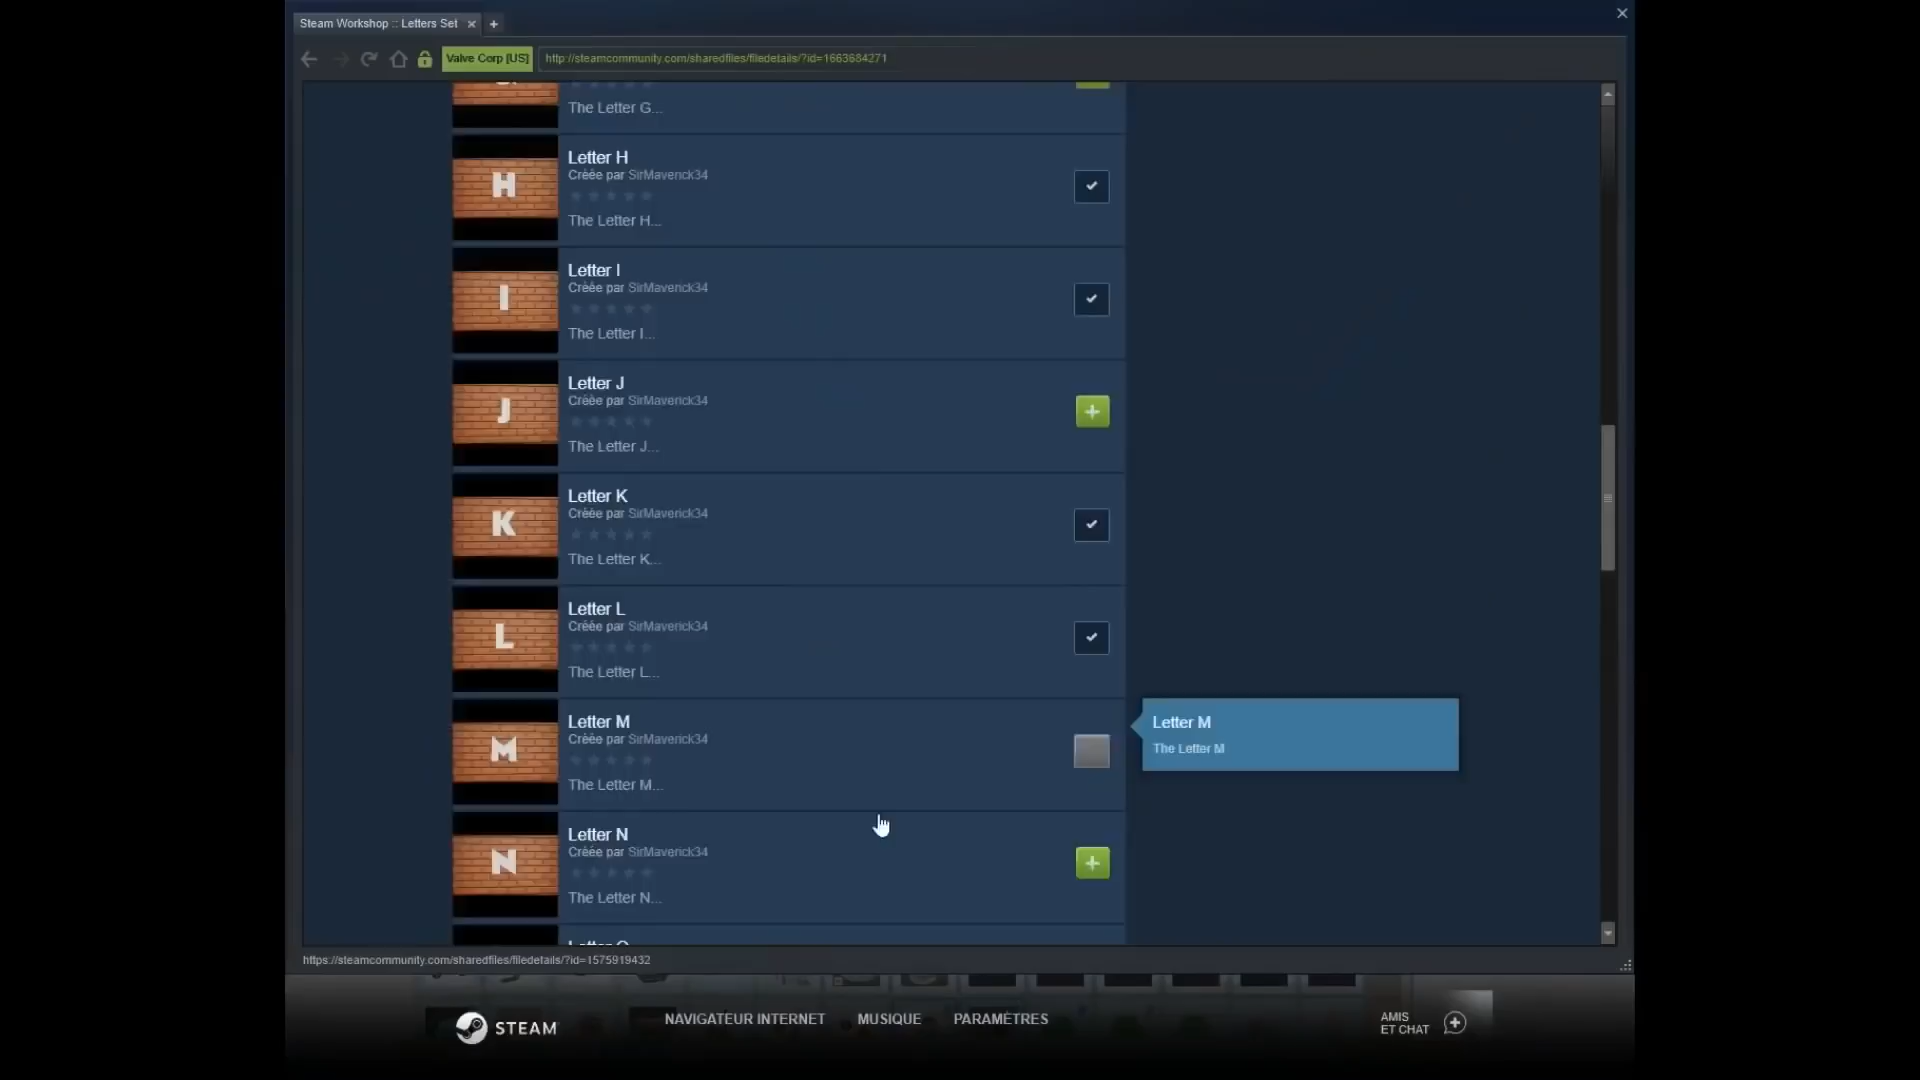 Steam Workshop :: Letters Set
Valve Corp [US] http://steamcommunity.com/sharedfiles/filedetails/?id=1663684271
The Letter G...
H
Letter H
Créée par SirMaverick34
The Letter H...
I
Letter I
Créée par SirMaverick34
The Letter I...
J
Letter J
Créée par SirMaverick34
The Letter J...
K
Letter K
Créée par SirMaverick34
The Letter K...
L
Letter L
Créée par SirMaverick34
The Letter L...
M
Letter M
Créée par SirMaverick34
The Letter M...
Letter M
The Letter M
N
Letter N
Créée par SirMaverick34
The Letter N...
https://steamcommunity.com/sharedfiles/filedetails/?id=1575919432
STEAM
NAVIGATEUR INTERNET MUSIQUE PARAMÈTRES
AMIS
ET CHAT